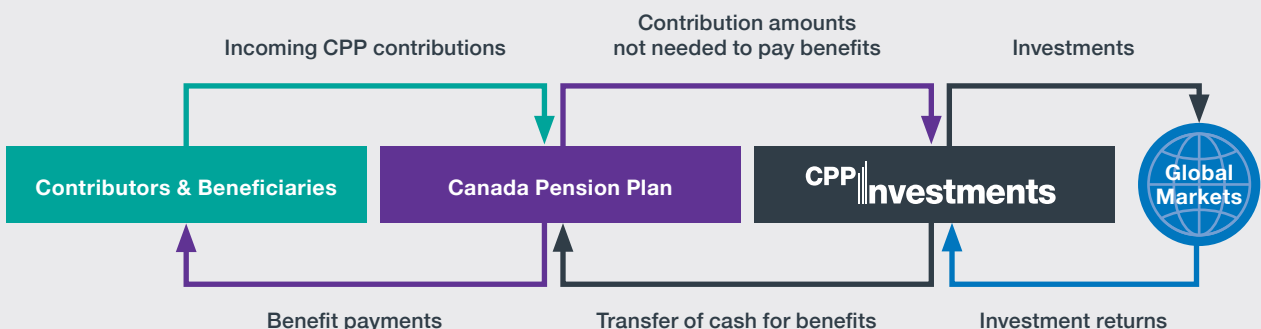 Incoming CPP contributions
Contribution amounts
not needed to pay benefits
Investments
Contributors & Beneficiaries
Canada Pension Plan
CPP Investments
Global
Markets
Benefit payments
Transfer of cash for benefits
Investment returns